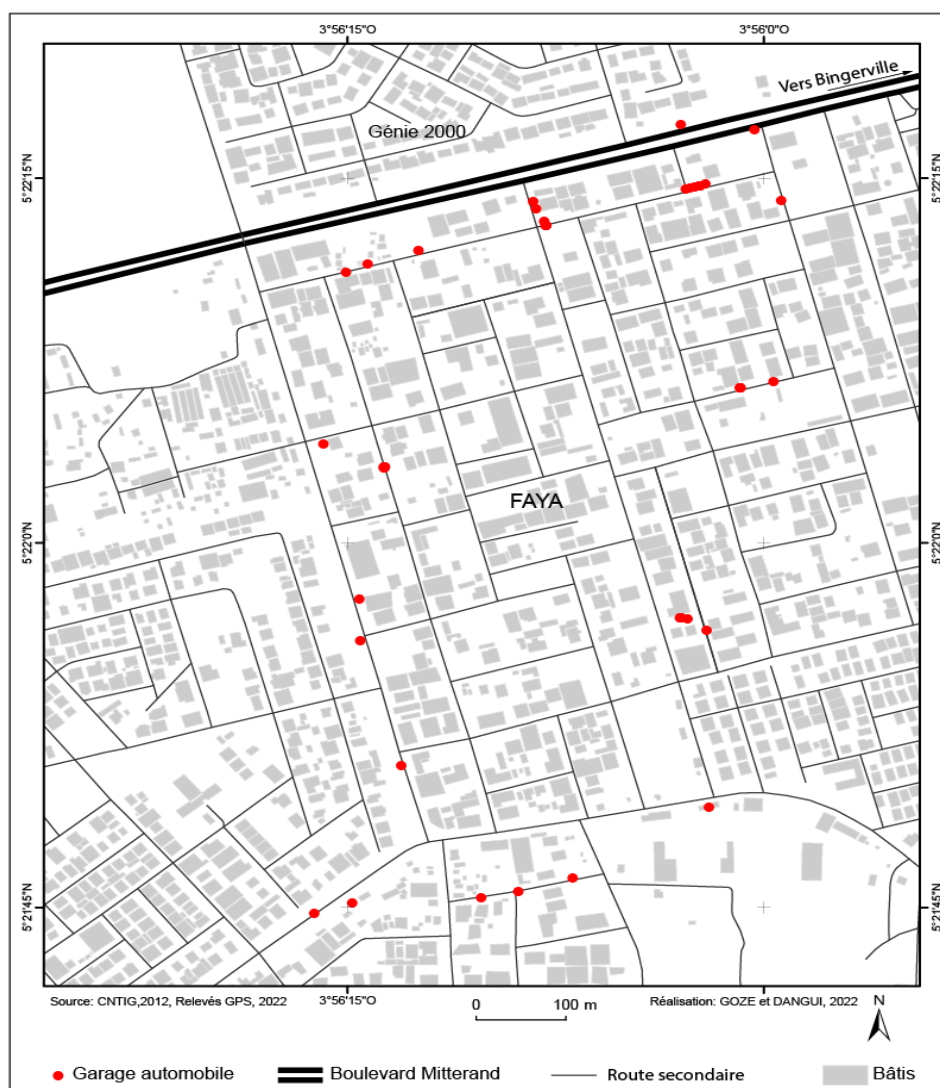 3°56'15"O 3°56'0"O
Vers Bingerville
Génie 2000
5°22'15"N 5°22'15"N
FAYA
5°22'0"N 5°22'0"N
5°21'45"N 5°21'45"N
Source: CNTIG,2012, Relevés GPS, 2022 3°56'15"O Réalisation: GOZE et DANGUI, 2022 N
0 100 m
Garage automobile Boulevard Mitterand Route secondaire Bâtis